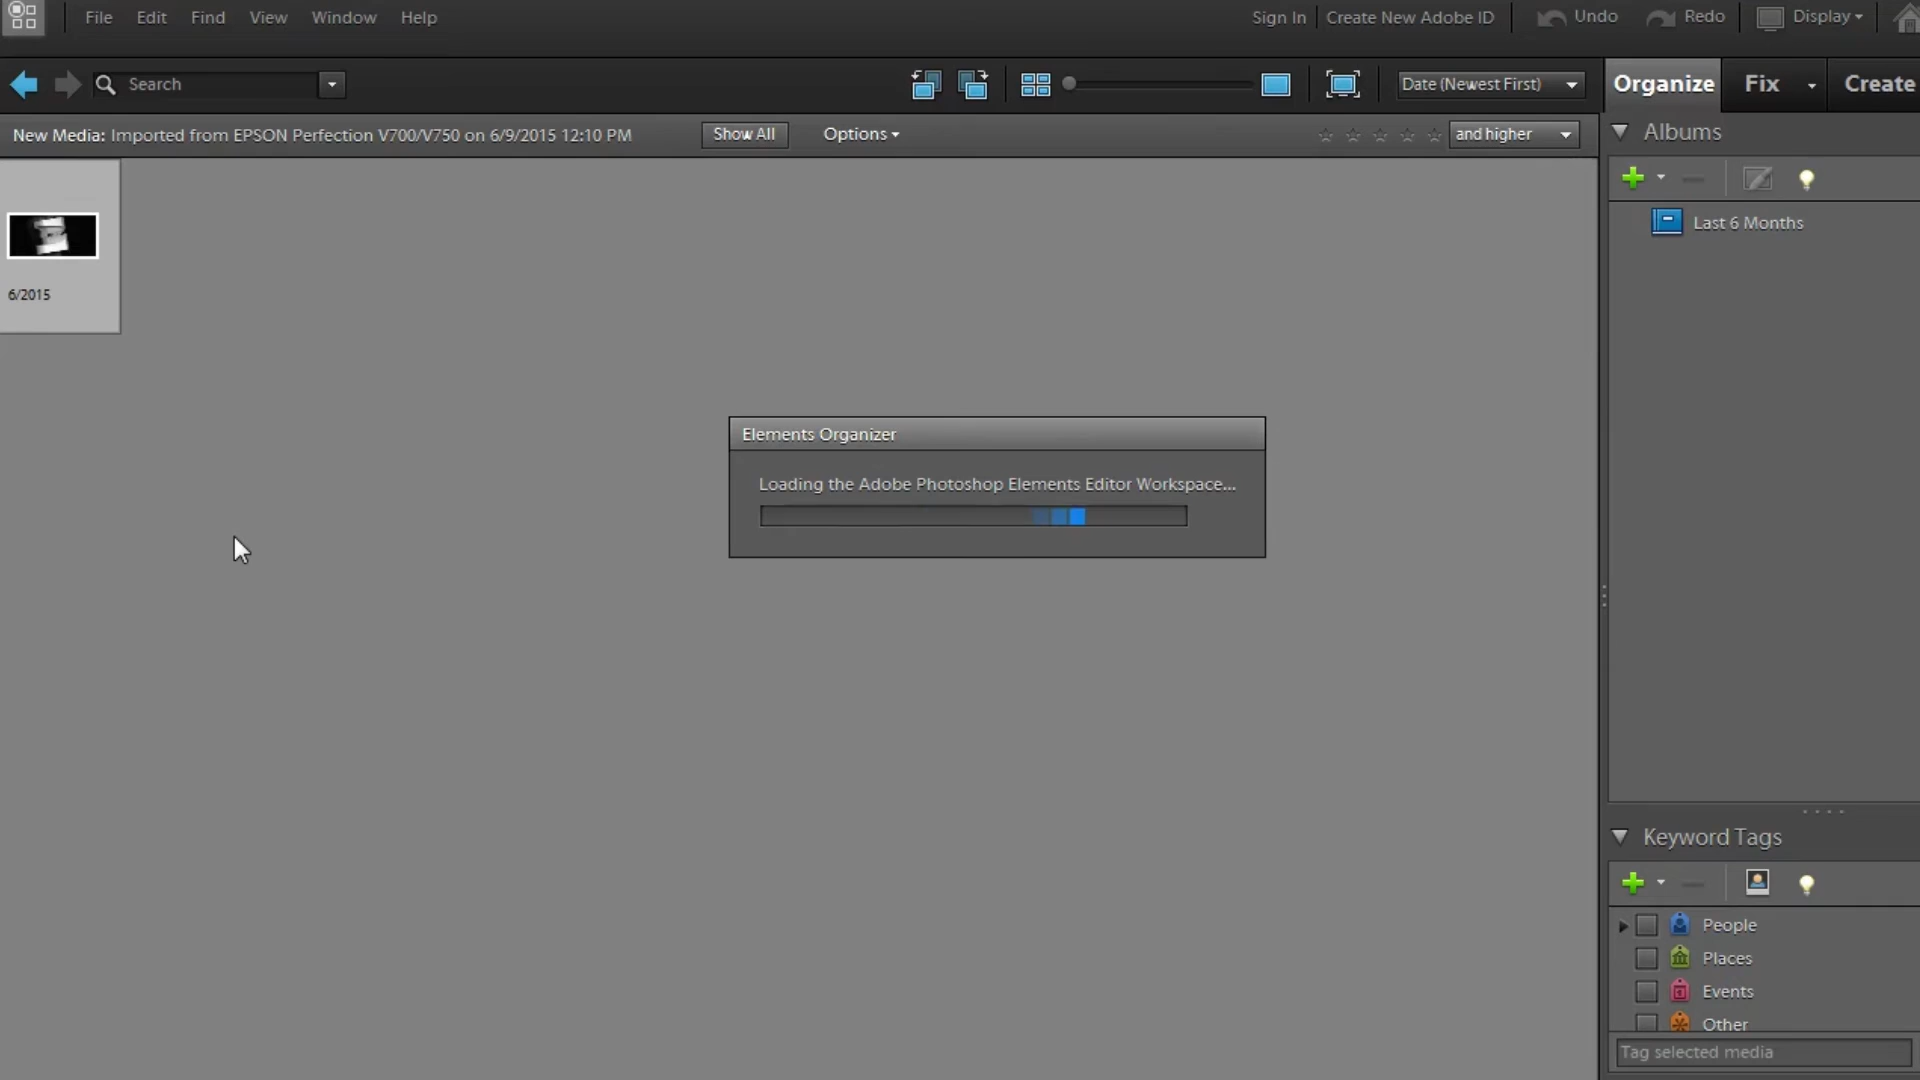 File Edit Find View Window Help Sign In Create New Adobe ID Undo Redo Display
Search Date (Newest First) Organize Fix Create
New Media: Imported from EPSON Perfection V700/V750 on 6/9/2015 12:10 PM Show All Options and higher
Albums
Last 6 Months
6/2015
Elements Organizer
Loading the Adobe Photoshop Elements Editor Workspace...
Keyword Tags
People
Places
Events
Other
Tag selected media